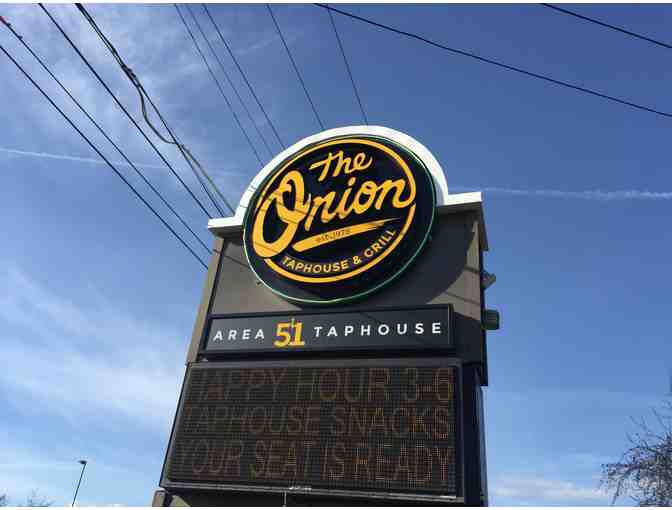 The
Onion
est. 1978
TAPHOUSE & GRILL
AREA 51 TAPHOUSE
HAPPY HOUR 3-6
TAPHOUSE SNACKS
YOUR SEAT IS READY